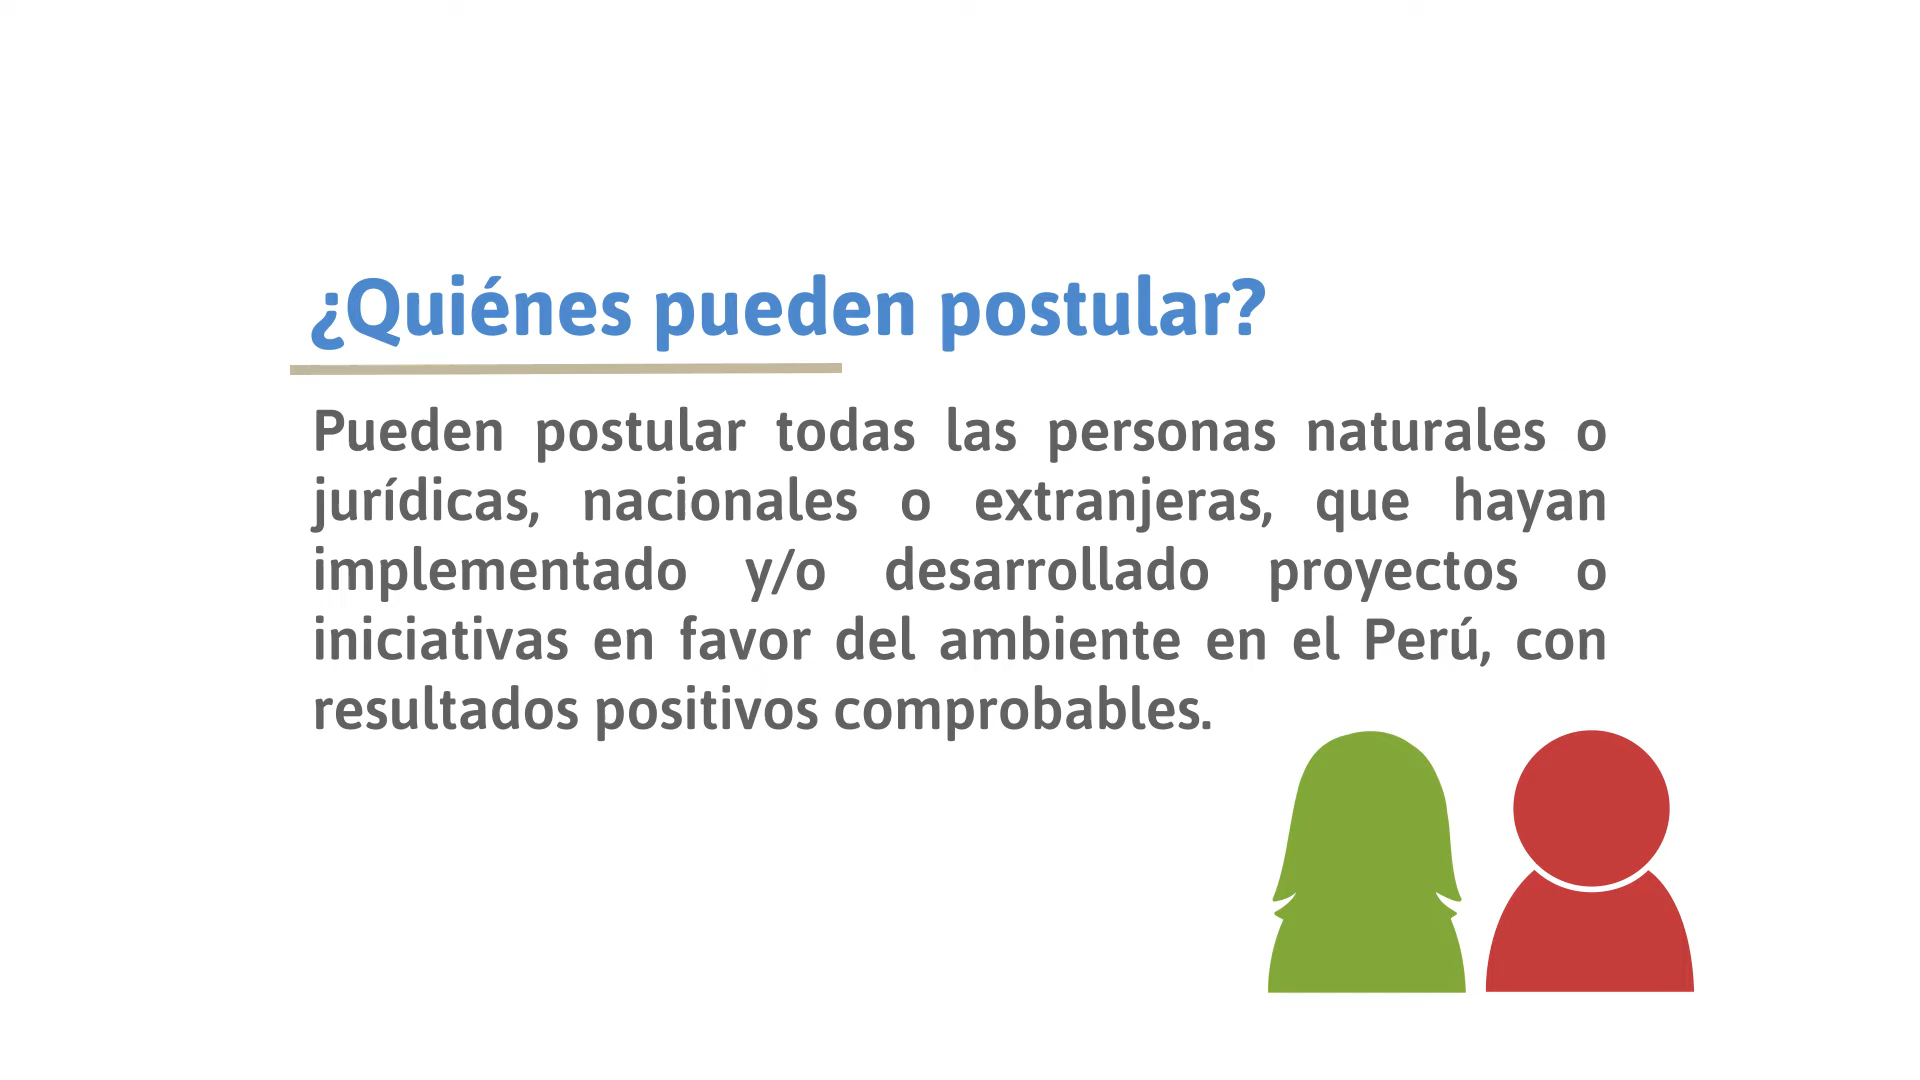 ¿Quiénes pueden postular?
Pueden postular todas las personas naturales o
jurídicas, nacionales o extranjeras, que hayan
implementado y/o desarrollado proyectos o
iniciativas en favor del ambiente en el Perú, con
resultados positivos comprobables.